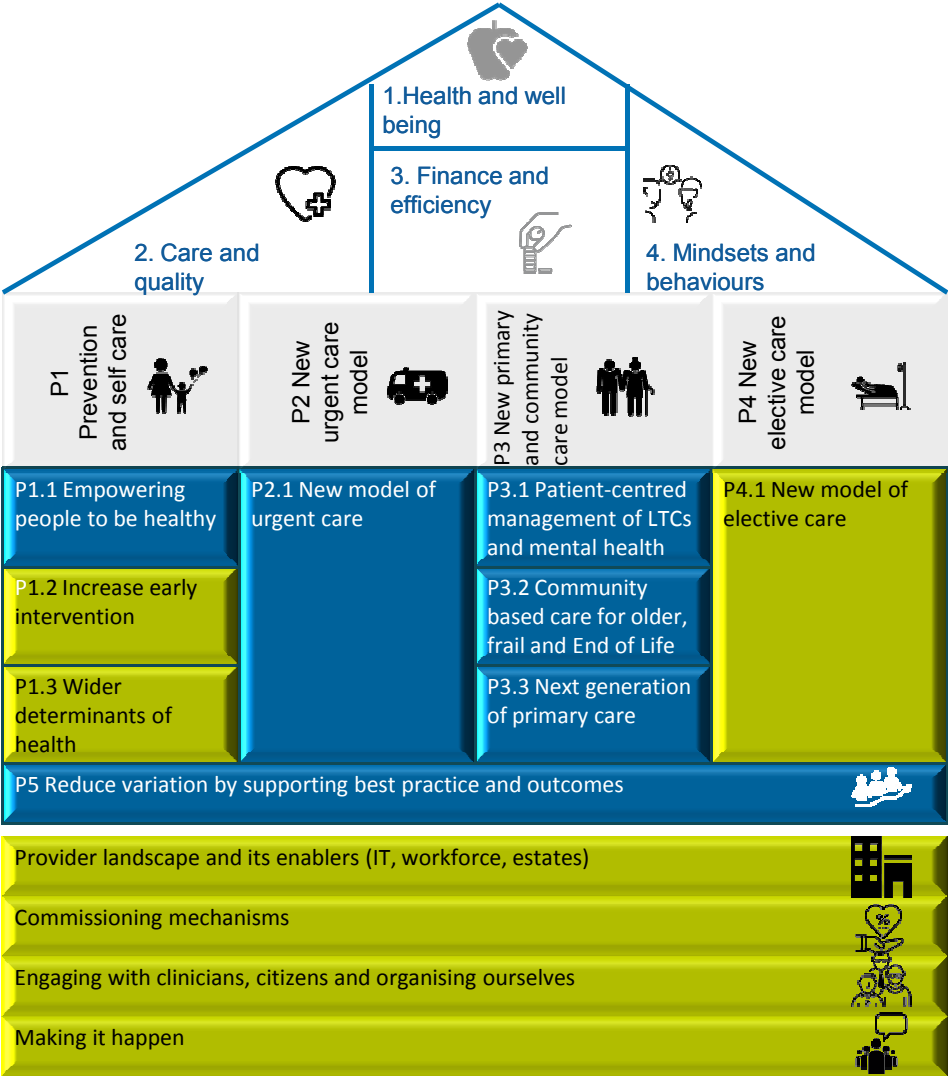 1.Health and well
being
3. Finance and
efficiency
2. Care and
quality
4. Mindsets and
behaviours
P1
Prevention
and self care
P2 New
urgent care
model
P3 New primary
and community
care model
P4 New
elective care
model
P1.1 Empowering
people to be healthy
P1.2 Increase early
intervention
P1.3 Wider
determinants of
health
P2.1 New model of
urgent care
P3.1 Patient-centred
management of LTCs
and mental health
P3.2 Community
based care for older,
frail and End of Life
P3.3 Next generation
of primary care
P4.1 New model of
elective care
P5 Reduce variation by supporting best practice and outcomes
Provider landscape and its enablers (IT, workforce, estates)
Commissioning mechanisms
%
Engaging with clinicians, citizens and organising ourselves
Making it happen